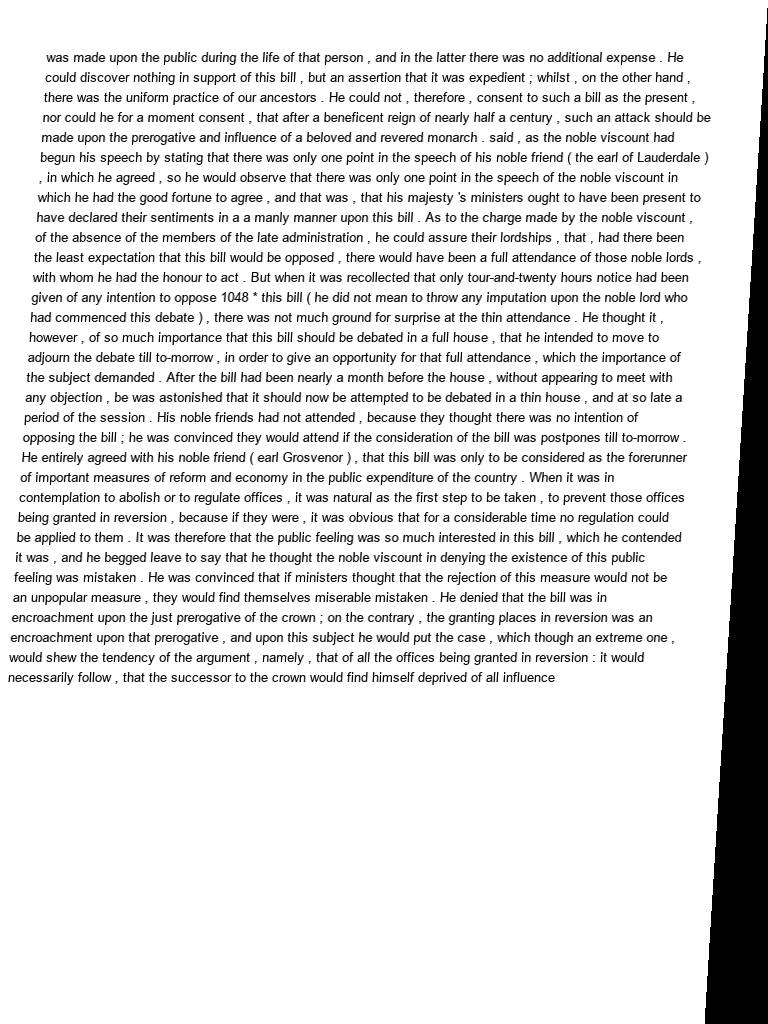 was made upon the public during the life of that person , and in the latter there was no additional expense . He
could discover nothing in support of this bill , but an assertion that it was expedient ; whilst , on the other hand ,
there was the uniform practice of our ancestors . He could not , therefore , consent to such a bill as the present ,
nor could he for a moment consent , that after a beneficent reign of nearly half a century , such an attack should be
made upon the prerogative and influence of a beloved and revered monarch . said , as the noble viscount had
begun his speech by stating that there was only one point in the speech of his noble friend ( the earl of Lauderdale )
, in which he agreed , so he would observe that there was only one point in the speech of the noble viscount in
which he had the good fortune to agree , and that was , that his majesty 's ministers ought to have been present to
have declared their sentiments in a a manly manner upon this bill . As to the charge made by the noble viscount ,
of the absence of the members of the late administration , he could assure their lordships , that , had there been
the least expectation that this bill would be opposed , there would have been a full attendance of those noble lords ,
with whom he had the honour to act . But when it was recollected that only tour-and-twenty hours notice had been
given of any intention to oppose 1048 * this bill ( he did not mean to throw any imputation upon the noble lord who
had commenced this debate ) , there was not much ground for surprise at the thin attendance . He thought it ,
however , of so much importance that this bill should be debated in a full house , that he intended to move to
adjourn the debate till to-morrow , in order to give an opportunity for that full attendance , which the importance of
the subject demanded . After the bill had been nearly a month before the house , without appearing to meet with
any objection , be was astonished that it should now be attempted to be debated in a thin house , and at so late a
period of the session . His noble friends had not attended , because they thought there was no intention of
opposing the bill ; he was convinced they would attend if the consideration of the bill was postpones till to-morrow .
He entirely agreed with his noble friend ( earl Grosvenor ) , that this bill was only to be considered as the forerunner
of important measures of reform and economy in the public expenditure of the country . When it was in
contemplation to abolish or to regulate offices , it was natural as the first step to be taken , to prevent those offices
being granted in reversion , because if they were , it was obvious that for a considerable time no regulation could
be applied to them . It was therefore that the public feeling was so much interested in this bill , which he contended
it was , and he begged leave to say that he thought the noble viscount in denying the existence of this public
feeling was mistaken . He was convinced that if ministers thought that the rejection of this measure would not be
an unpopular measure , they would find themselves miserable mistaken . He denied that the bill was in
encroachment upon the just prerogative of the crown ; on the contrary , the granting places in reversion was an
encroachment upon that prerogative , and upon this subject he would put the case , which though an extreme one ,
would shew the tendency of the argument , namely , that of all the offices being granted in reversion : it would
necessarily follow , that the successor to the crown would find himself deprived of all influence